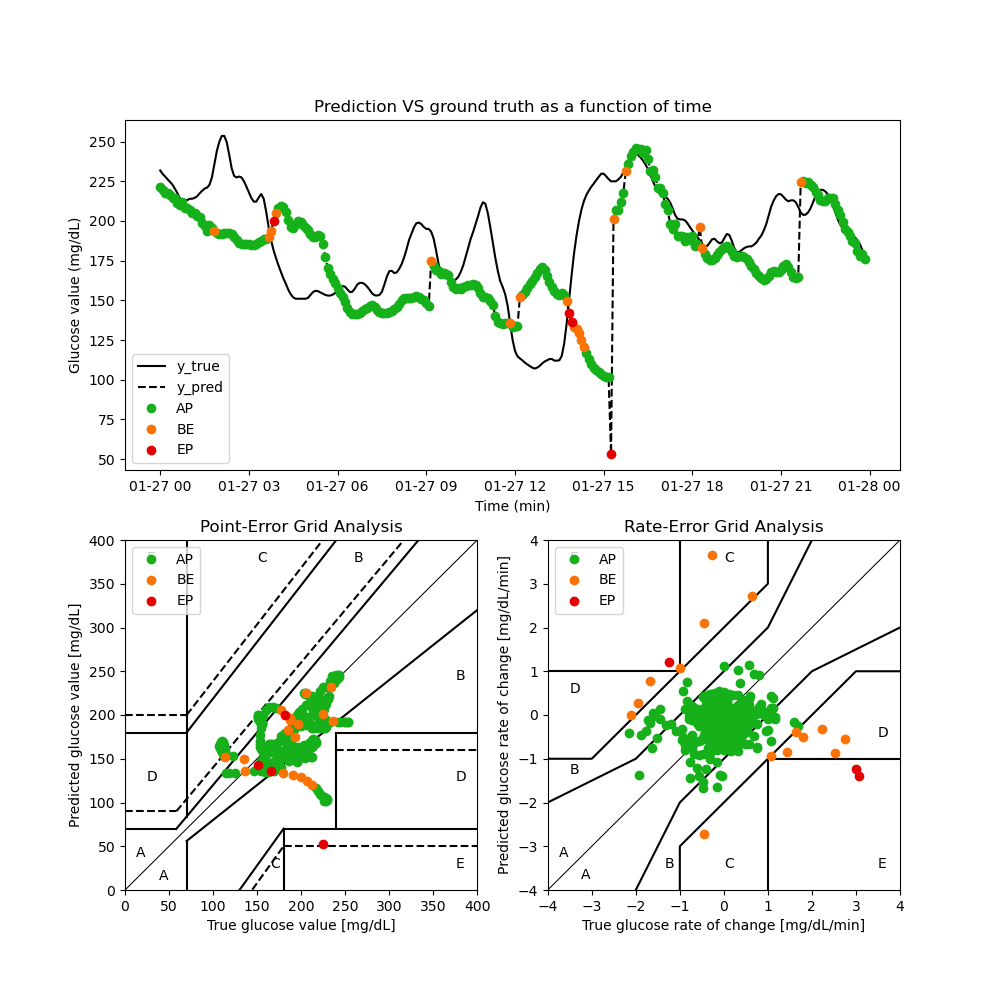 Prediction VS ground truth as a function of time
Glucose value (mg/dL)
250
225
200
175
150
125
100
75
50
y_true
y_pred
AP
BE
EP
01-27 00 01-27 03 01-27 06 01-27 09 01-27 12 01-27 15 01-27 18 01-27 21 01-28 00
Time (min)
Point-Error Grid Analysis
Predicted glucose value [mg/dL]
400
350
300
250
200
150
100
50
0
AP
BE
EP
C
B
B
D
D
A
A
C
E
0 50 100 150 200 250 300 350 400
True glucose value [mg/dL]
Rate-Error Grid Analysis
Predicted glucose rate of change [mg/dL/min]
4
3
2
1
0
−1
−2
−3
−4
AP
BE
EP
C
D
D
B
A
A
B
C
E
−4 −3 −2 −1 0 1 2 3 4
True glucose rate of change [mg/dL/min]